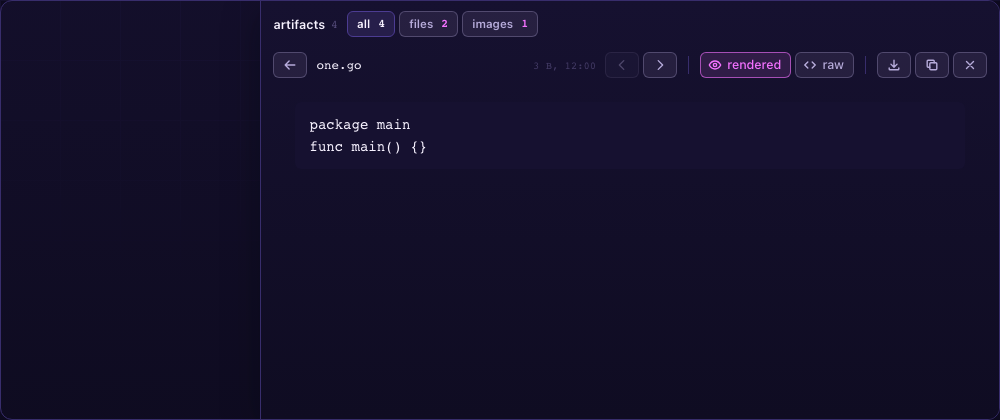 artifacts 4 all 4 files 2 images 1
one.go 3 B, 12:00 rendered raw
package main
func main() {}